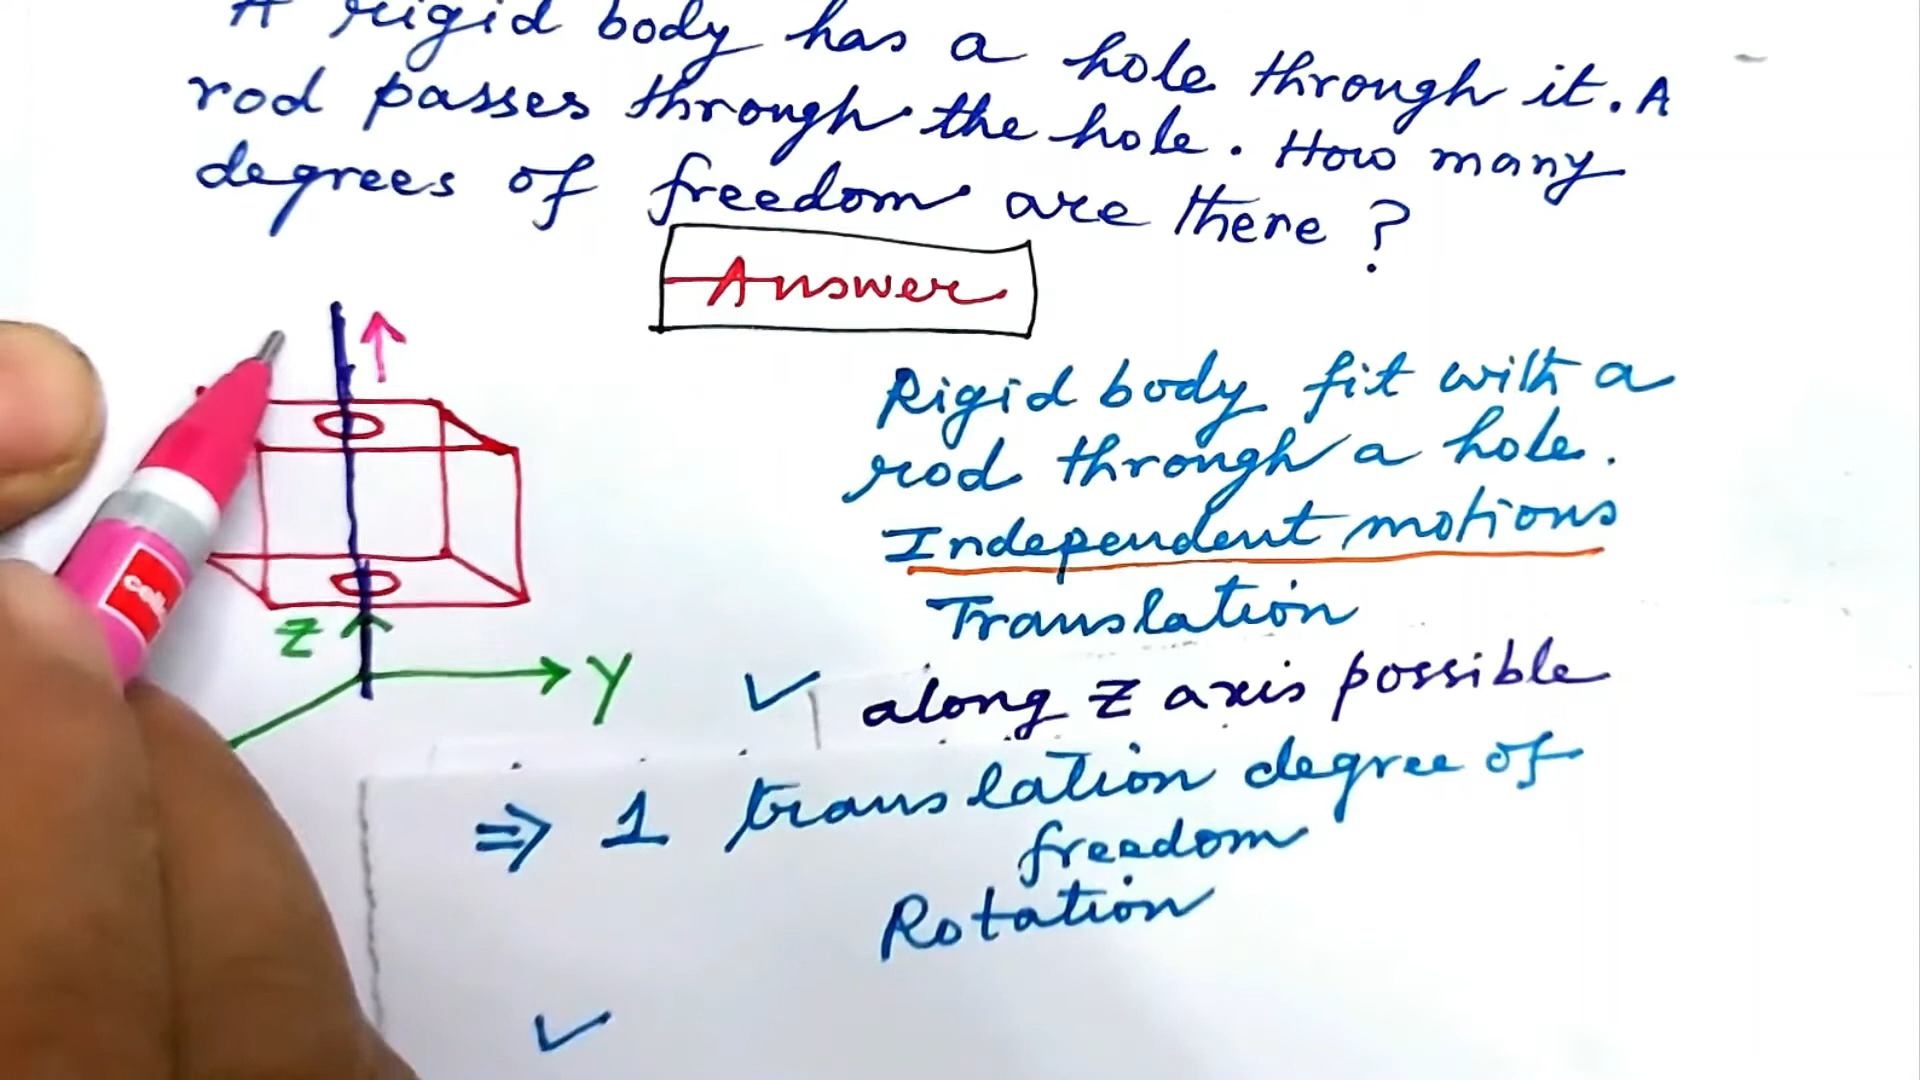 A rigid body has a hole through it. A
rod passes through the hole. How many
degrees of freedom are there ?
Answer
Rigid body fit with a
rod through a hole.
Independent motions
Translation
Z
Y
✓ along Z axis possible
⇒ 1 translation degree of
freedom
Rotation
✓